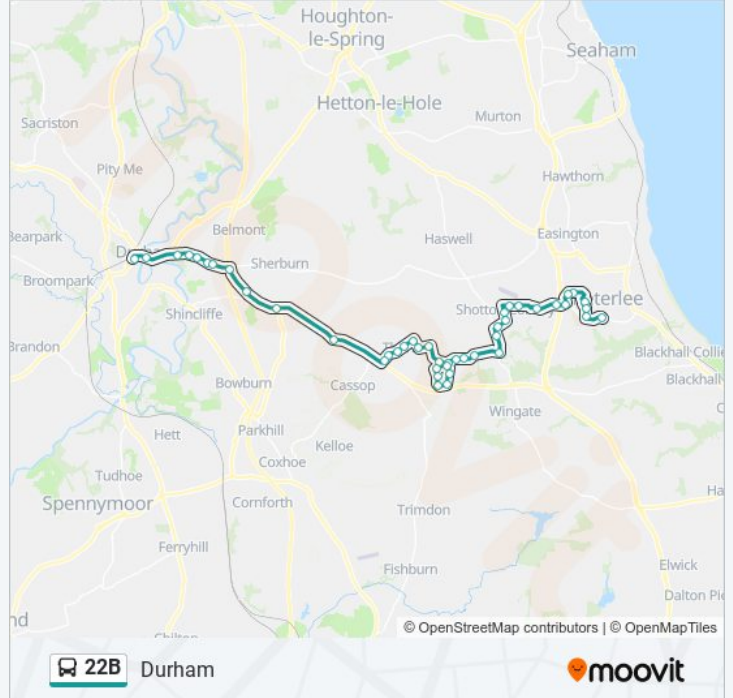 Houghton-
le-Spring
Seaham
Hetton-le-Hole
Murton
Sacriston
Pity Me
Hawthorn
Belmont
Bearpark
Haswell
Easington
Sherburn
Broompark
Shincliffe
Brandon
Blackhall Collie
Blackhall
Bowburn
Cassop
Wingate
Parkhill
Hett
Kelloe
Coxhoe
Tudhoe
Spennymoor
Cornforth
Trimdon
Ha
Ferryhill
Fishburn
Elwick
Dalton Pie
nd
© OpenStreetMap contributors | © OpenMapTiles
22B Durham
moovit